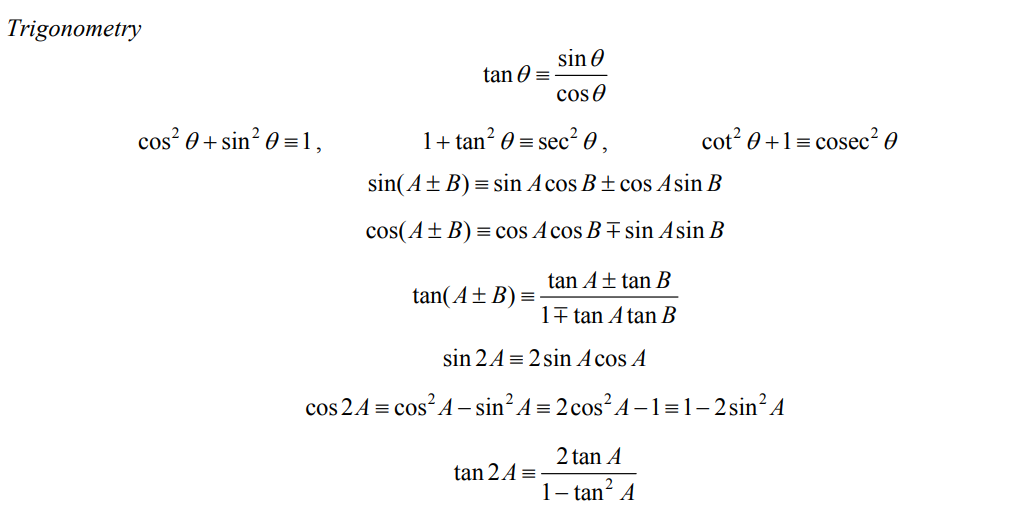 Trigonometry
tan θ ≡ sin θ / cos θ
cos² θ + sin² θ ≡ 1 , 1 + tan² θ ≡ sec² θ , cot² θ + 1 ≡ cosec² θ
sin(A ± B) ≡ sin A cos B ± cos A sin B
cos(A ± B) ≡ cos A cos B ∓ sin A sin B
tan(A ± B) ≡ (tan A ± tan B) / (1 ∓ tan A tan B)
sin 2A ≡ 2 sin A cos A
cos 2A ≡ cos² A − sin² A ≡ 2 cos² A − 1 ≡ 1 − 2 sin² A
tan 2A ≡ 2 tan A / (1 − tan² A)